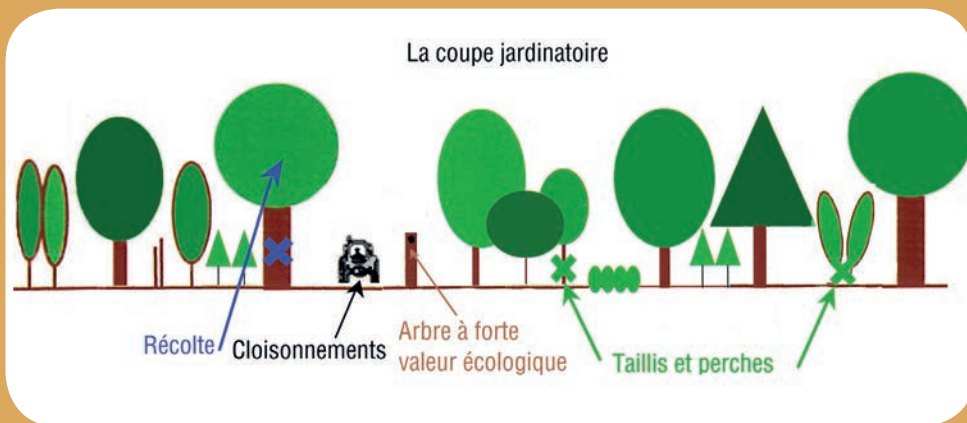 La coupe jardinatoire
Récolte
Cloisonnements
Arbre à forte
valeur écologique
Taillis et perches